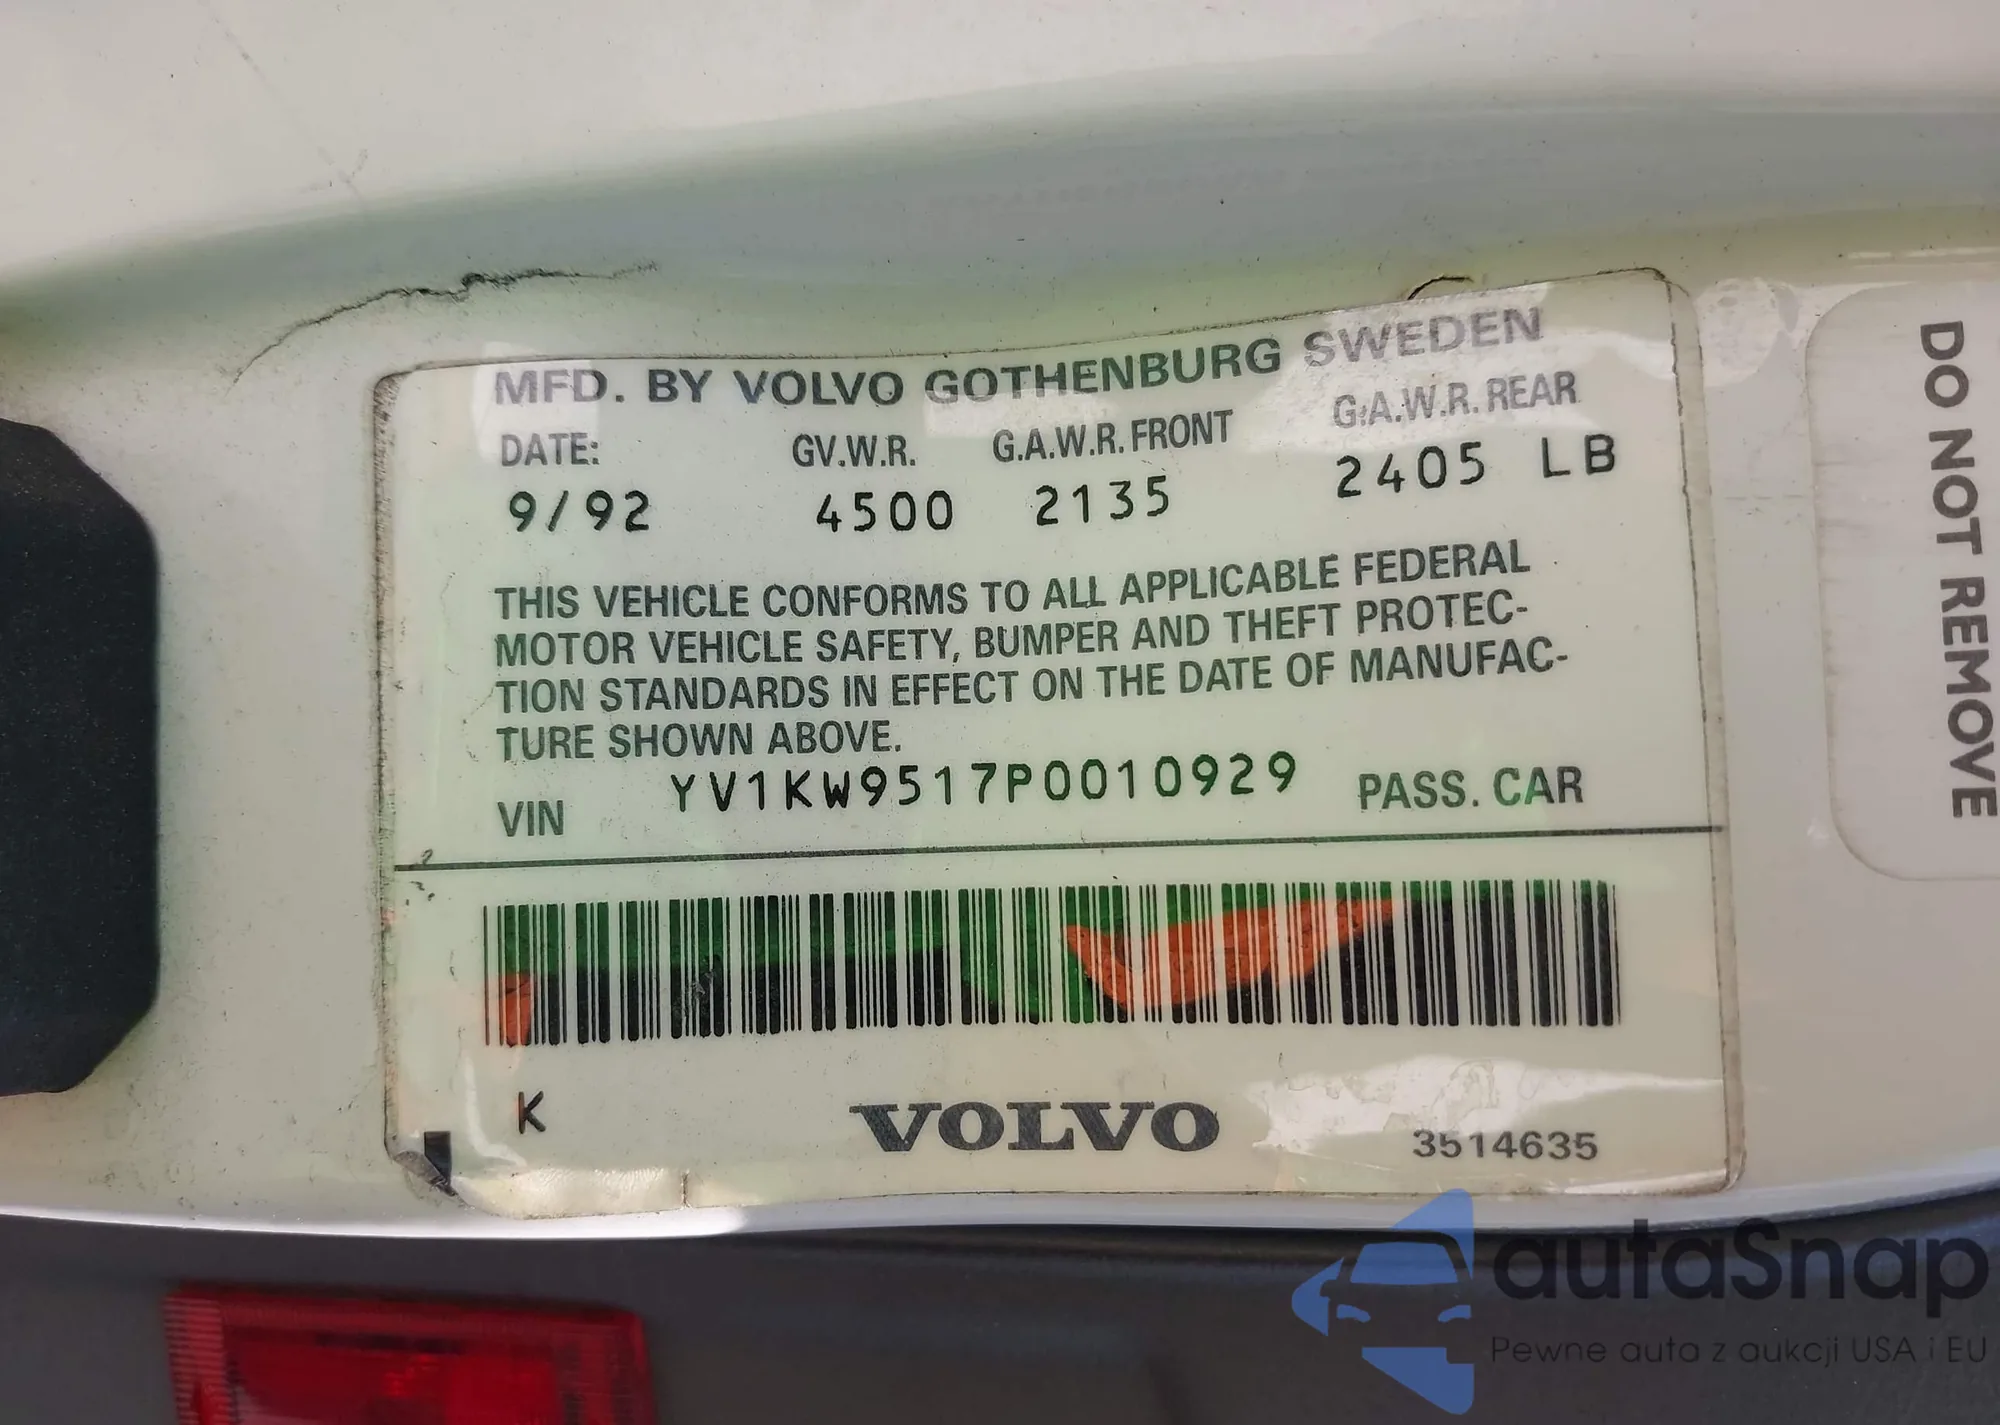 MFD. BY VOLVO GOTHENBURG SWEDEN
DATE: GV.W.R. G.A.W.R. FRONT G.A.W.R. REAR
9/92 4500 2135 2405 LB
THIS VEHICLE CONFORMS TO ALL APPLICABLE FEDERAL
MOTOR VEHICLE SAFETY, BUMPER AND THEFT PROTEC-
TION STANDARDS IN EFFECT ON THE DATE OF MANUFAC-
TURE SHOWN ABOVE.
VIN YV1KW9517P0010929 PASS. CAR
K VOLVO 3514635
DO NOT REMOVE
autaSnap
Pewne auta z aukcji USA i EU